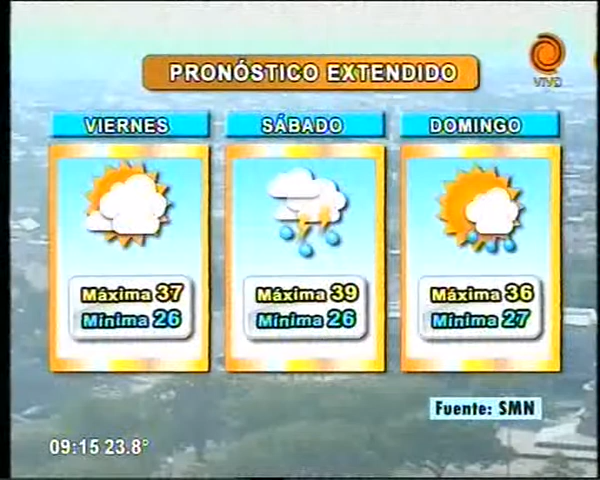 PRONÓSTICO EXTENDIDO
VIVO
VIERNES
Máxima 37
Mínima 26
SÁBADO
Máxima 39
Mínima 26
DOMINGO
Máxima 36
Mínima 27
Fuente: SMN
09:15 23.8°